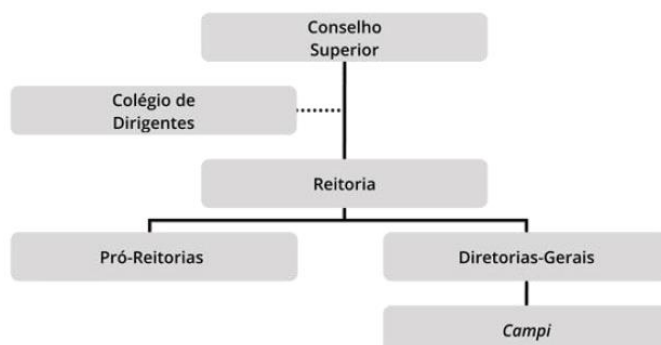 Conselho
Superior
Colégio de
Dirigentes
Reitoria
Pró-Reitorias
Diretorias-Gerais
Campi